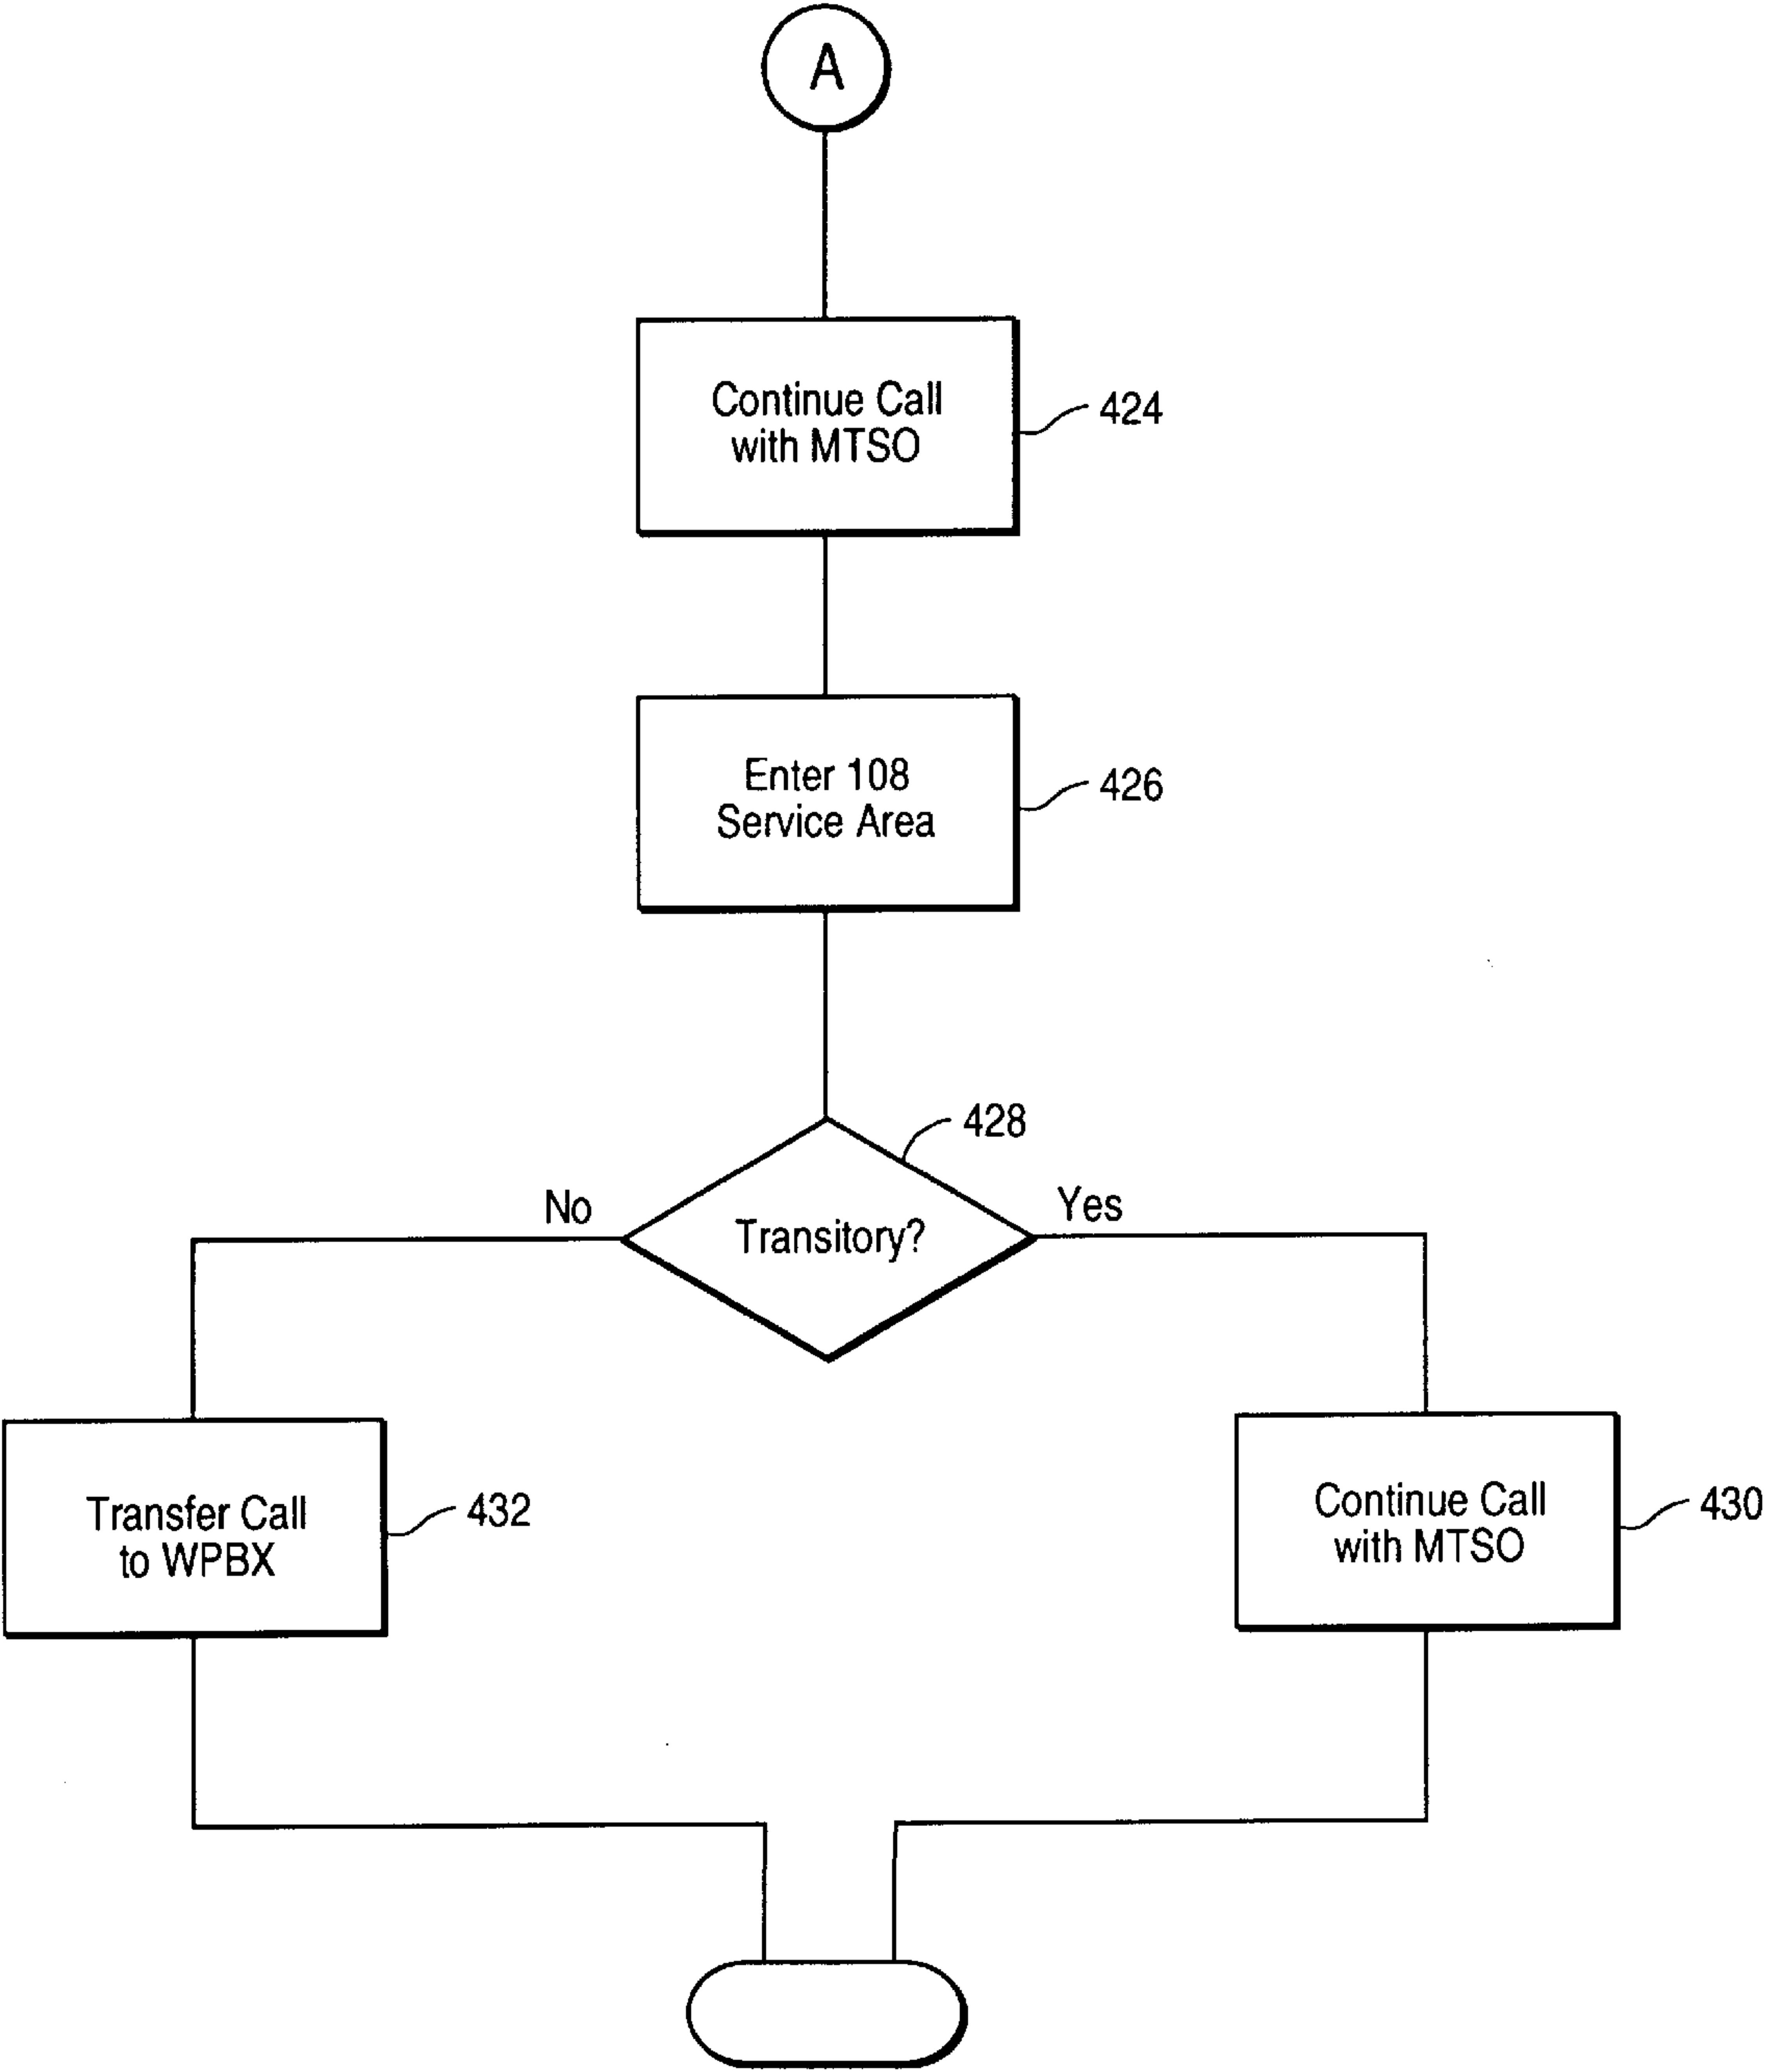 A
Continue Call
with MTSO
424
Enter 108
Service Area
426
428
No
Transitory?
Yes
Transfer Call
to WPBX
432
Continue Call
with MTSO
430